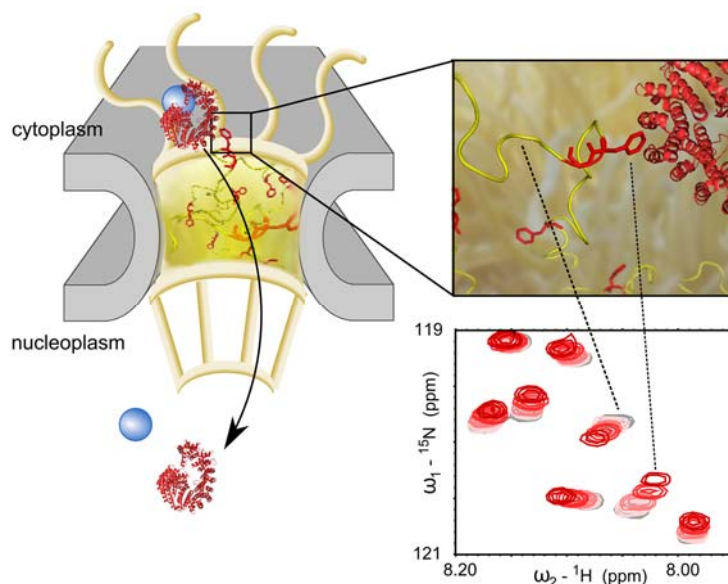 cytoplasm
nucleoplasm
119
ω₁ - ¹⁵N (ppm)
121
8.20
8.00
ω₂ - ¹H (ppm)